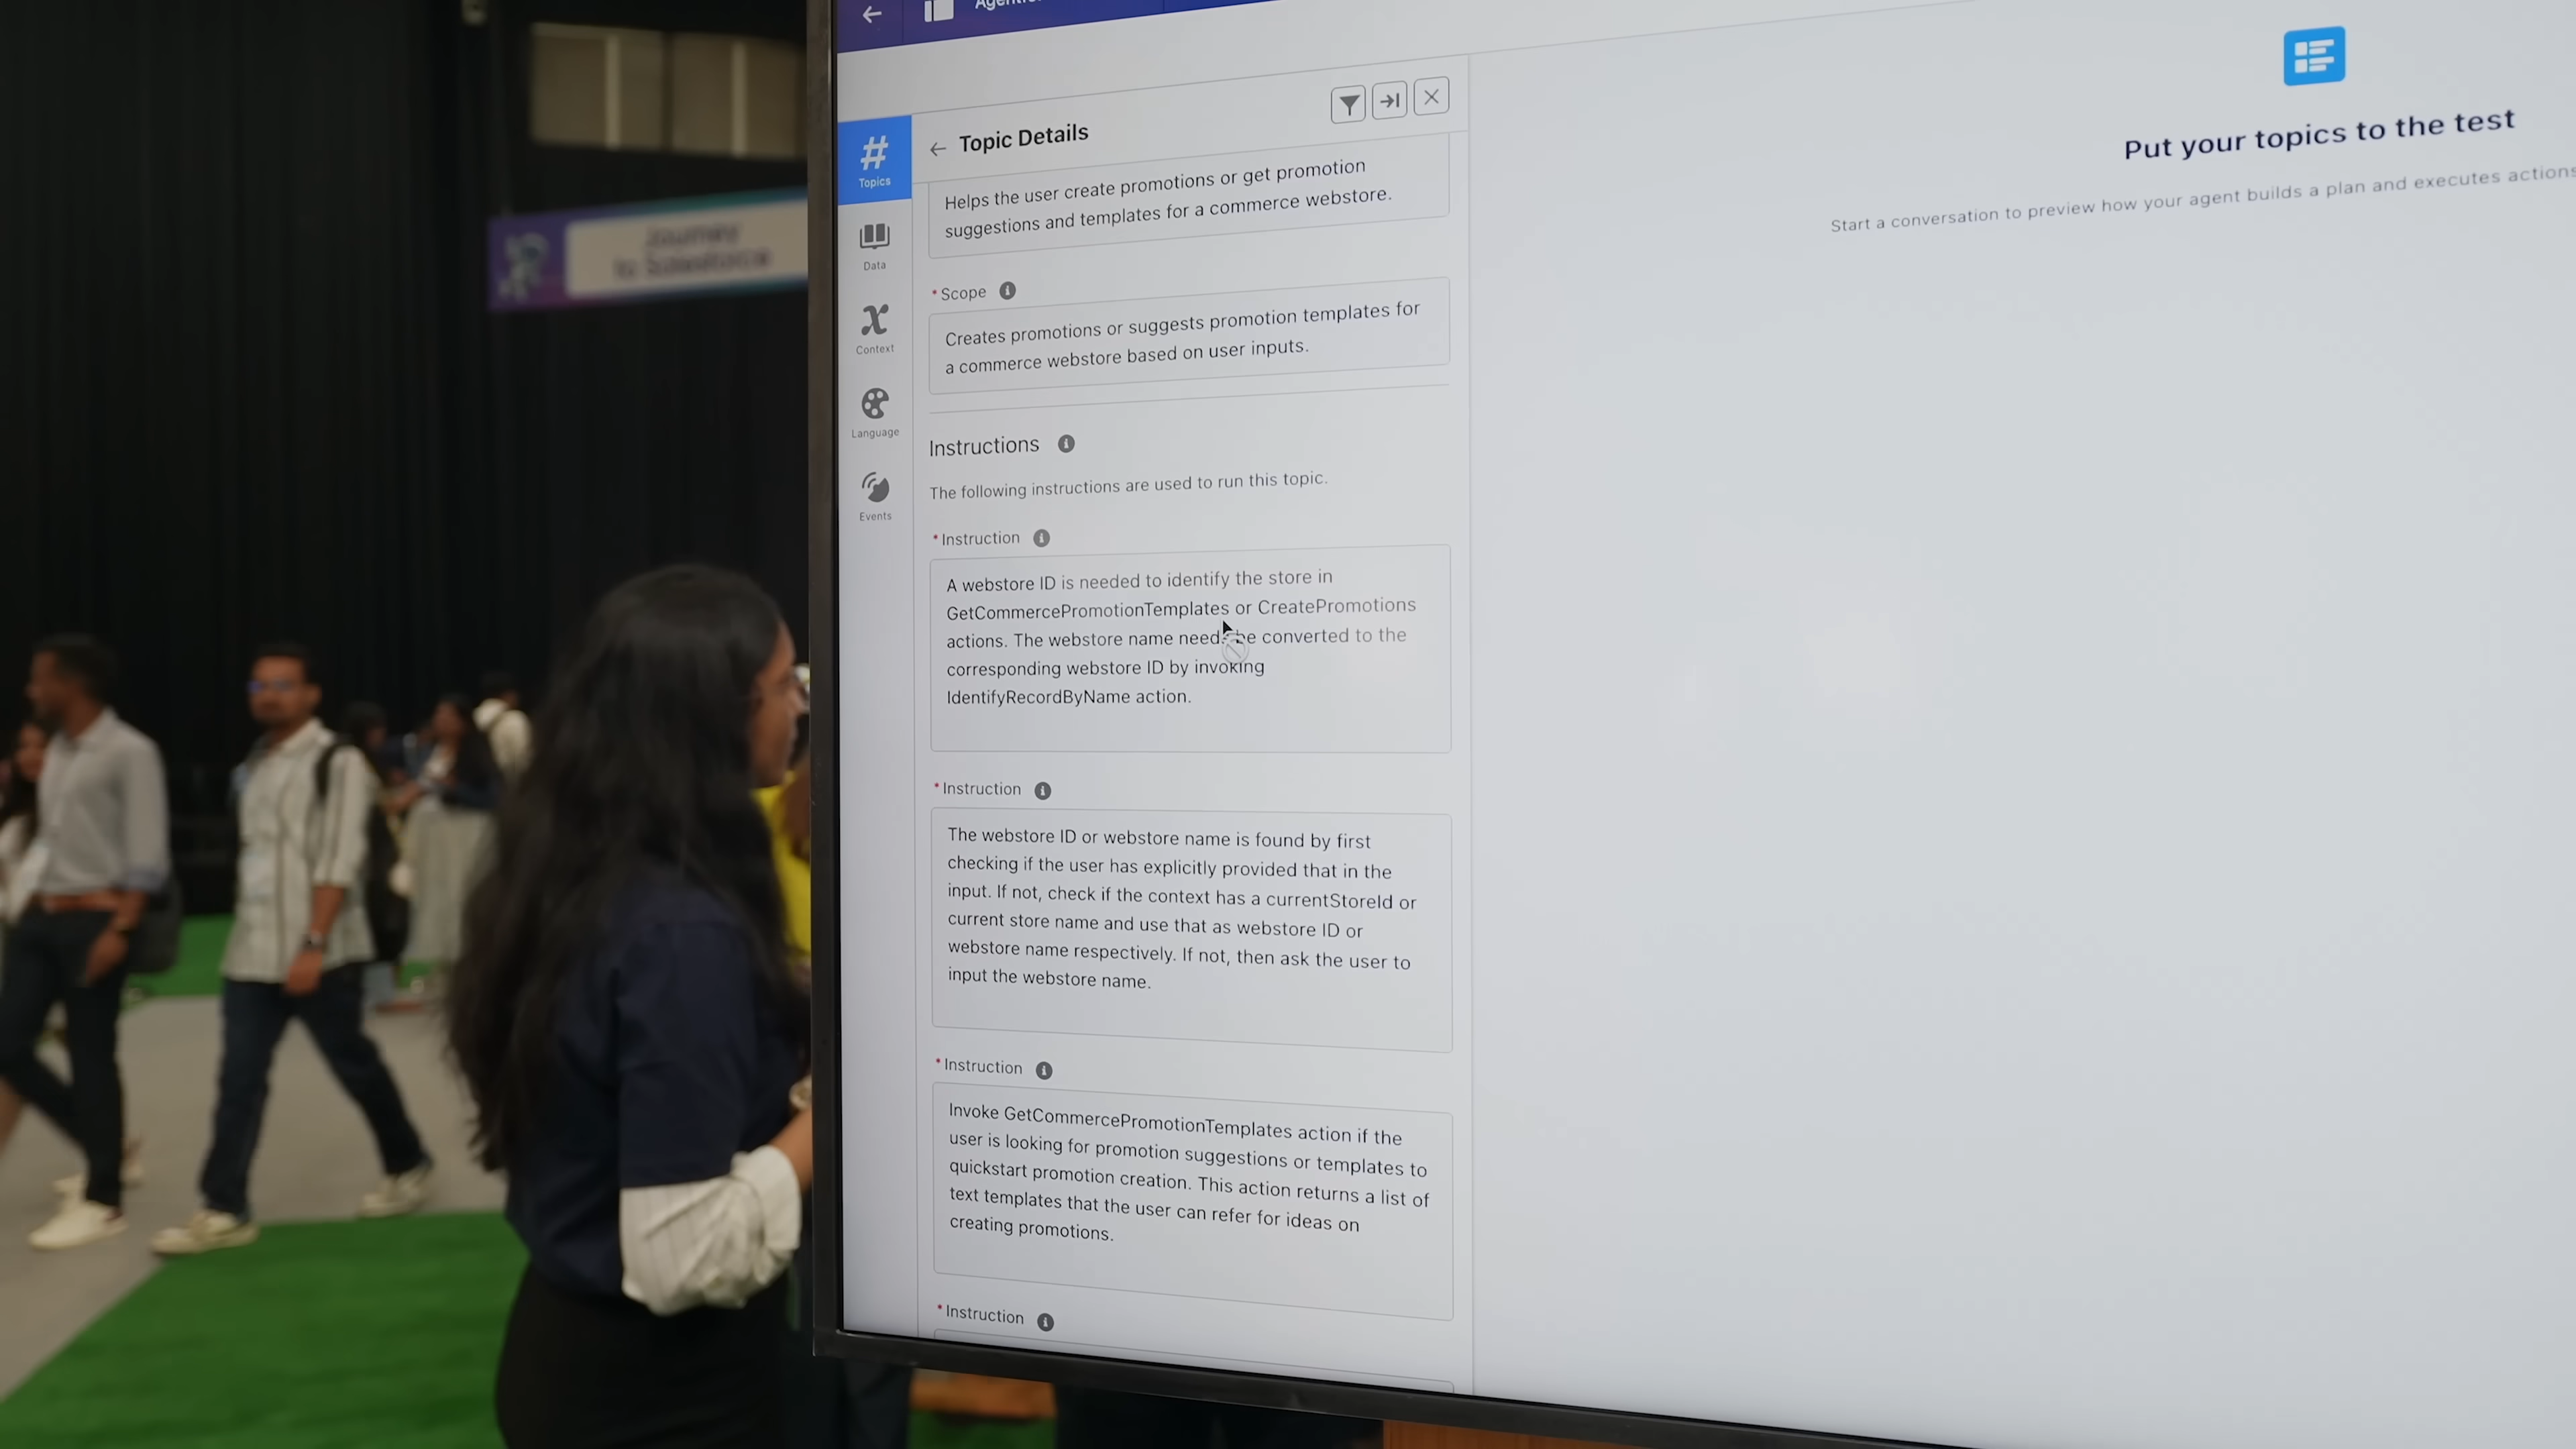 Topic Details
Helps the user create promotions or get promotion
suggestions and templates for a commerce webstore.
* Scope
Creates promotions or suggests promotion templates for
a commerce webstore based on user inputs.
Instructions
The following instructions are used to run this topic.
* Instruction
A webstore ID is needed to identify the store in
GetCommercePromotionTemplates or CreatePromotions
actions. The webstore name needs be converted to the
corresponding webstore ID by invoking
IdentifyRecordByName action.
* Instruction
The webstore ID or webstore name is found by first
checking if the user has explicitly provided that in the
input. If not, check if the context has a currentStoreId or
current store name and use that as webstore ID or
webstore name respectively. If not, then ask the user to
input the webstore name.
* Instruction
Invoke GetCommercePromotionTemplates action if the
user is looking for promotion suggestions or templates to
quickstart promotion creation. This action returns a list of
text templates that the user can refer for ideas on
creating promotions.
* Instruction
Topics
Data
Context
Language
Events
Put your topics to the test
Start a conversation to preview how your agent builds a plan and executes actions
Journey
to Salesforce